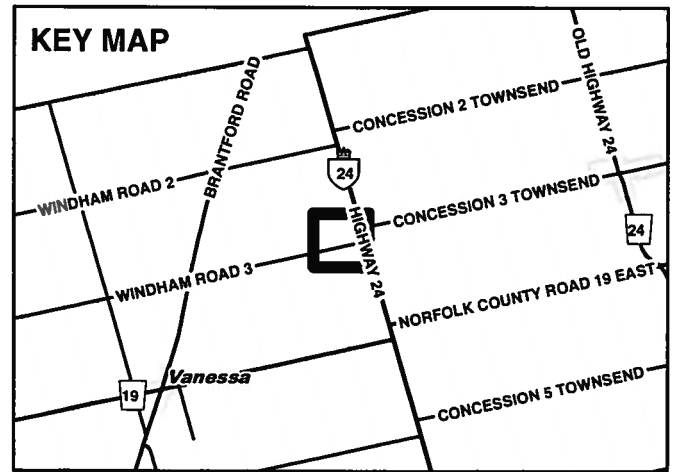 KEY MAP
BRANTFORD ROAD
OLD HIGHWAY 24
CONCESSION 2 TOWNSEND
24
WINDHAM ROAD 2
CONCESSION 3 TOWNSEND
HIGHWAY 24
24
WINDHAM ROAD 3
NORFOLK COUNTY ROAD 19 EAST
Vanessa
19
CONCESSION 5 TOWNSEND